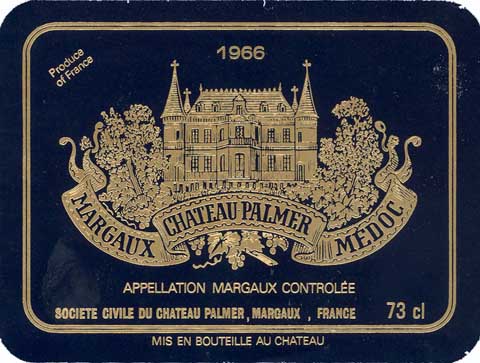 1966
Produce
of France
MARGAUX
CHATEAU PALMER
MÉDOC
APPELLATION MARGAUX CONTROLÉE
SOCIETE CIVILE DU CHATEAU PALMER, MARGAUX , FRANCE 73 cl
MIS EN BOUTEILLE AU CHATEAU